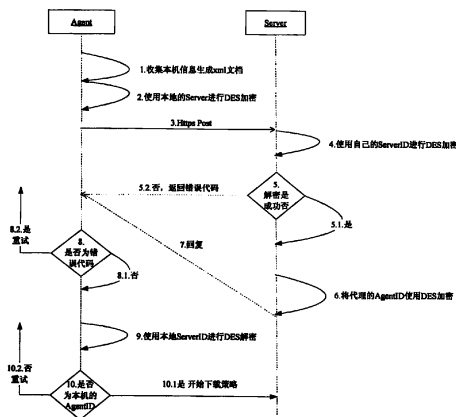 Agent
Server
1.收集本机信息生成xml文档
2.使用本地的Server进行DES加密
3.Https Post
4.使用自己的ServerID进行DES加密
5.
解密是
成功否
5.2.否，返回错误代码
5.1.是
8.2.是
重试
8.
是否为错
误代码
7.回复
8.1.否
6.将代理的AgentID使用DES加密
9.使用本地ServerID进行DES解密
10.2.否
重试
10.是否
为本机的
AgentID
10.1是 开始下载策略